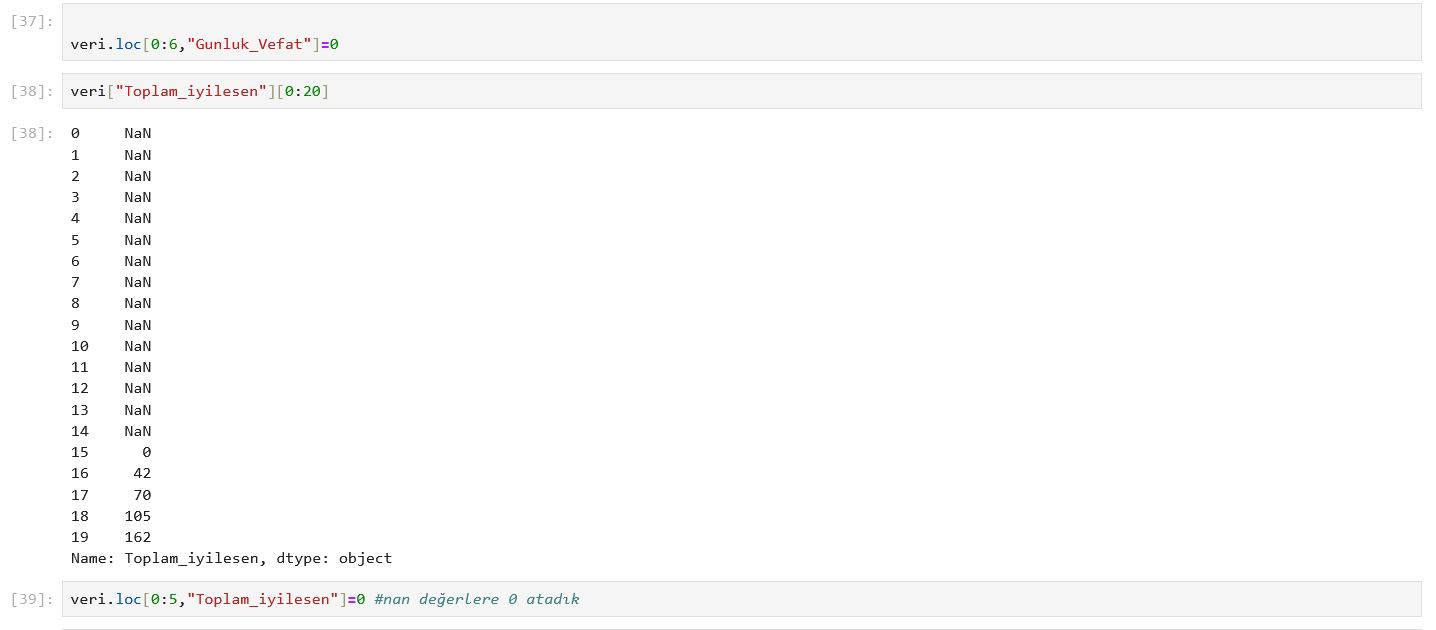 [37]:
veri.loc[0:6,"Gunluk_Vefat"]=0
[38]: veri["Toplam_iyilesen"][0:20]
[38]: 0     NaN
1     NaN
2     NaN
3     NaN
4     NaN
5     NaN
6     NaN
7     NaN
8     NaN
9     NaN
10    NaN
11    NaN
12    NaN
13    NaN
14    NaN
15      0
16     42
17     70
18    105
19    162
Name: Toplam_iyilesen, dtype: object
[39]: veri.loc[0:5,"Toplam_iyilesen"]=0 #nan değerlere 0 atadık